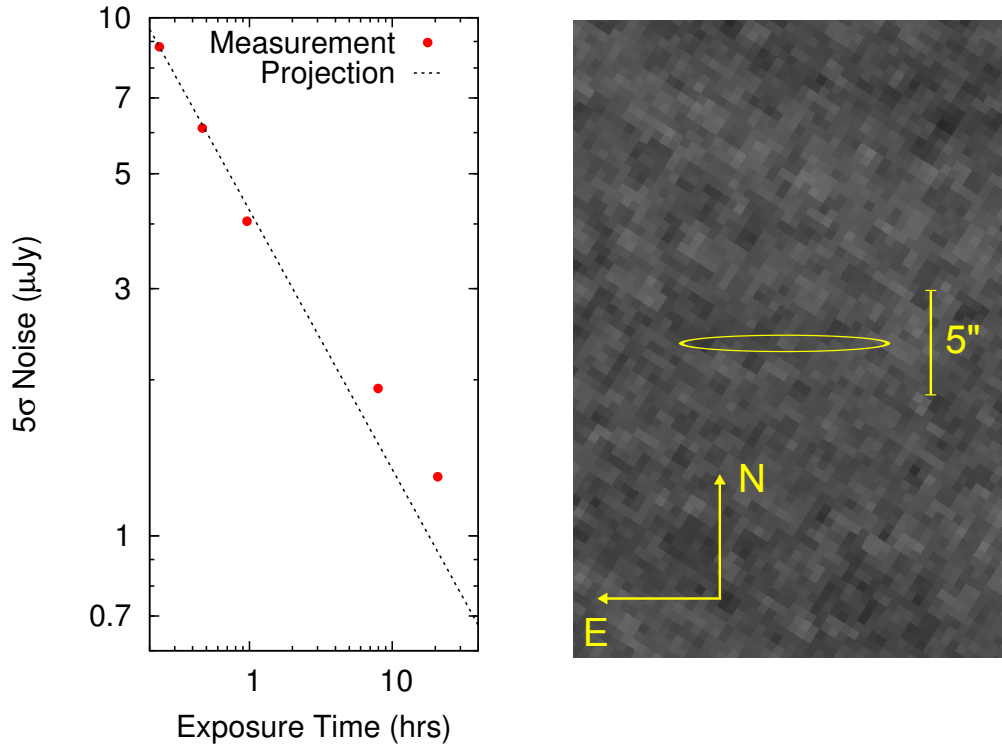 10
7
5
3
1
0.7
5σ Noise (μJy)
Measurement
Projection
1 10
Exposure Time (hrs)
5"
N
E